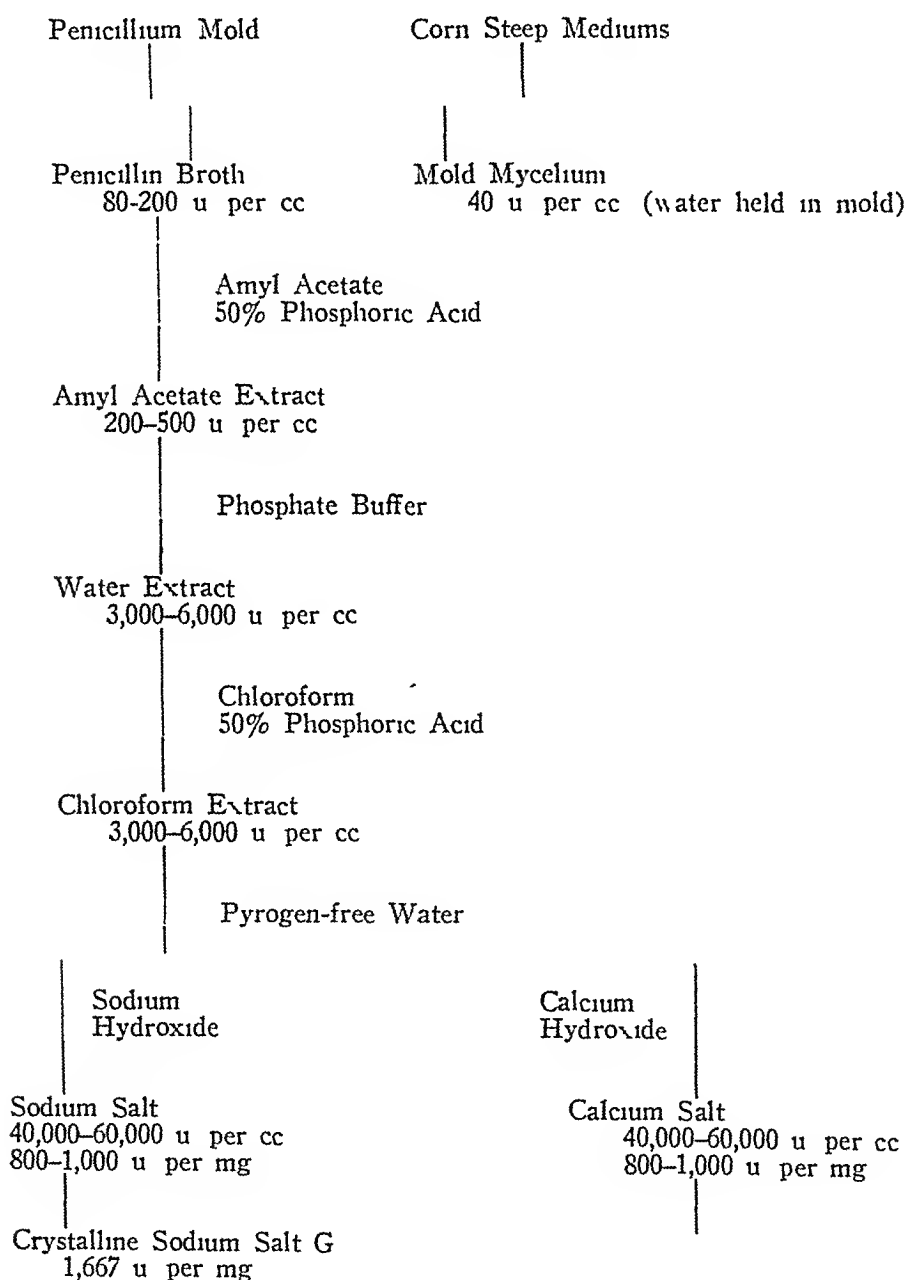 Penicillium Mold
Corn Steep Mediums
Penicillin Broth
80-200 u per cc
Mold Mycelium
40 u per cc (water held in mold)
Amyl Acetate
50% Phosphoric Acid
Amyl Acetate Extract
200–500 u per cc
Phosphate Buffer
Water Extract
3,000–6,000 u per cc
Chloroform
50% Phosphoric Acid
Chloroform Extract
3,000–6,000 u per cc
Pyrogen-free Water
Sodium
Hydroxide
Calcium
Hydroxide
Sodium Salt
40,000–60,000 u per cc
800–1,000 u per mg
Calcium Salt
40,000–60,000 u per cc
800–1,000 u per mg
Crystalline Sodium Salt G
1,667 u per mg